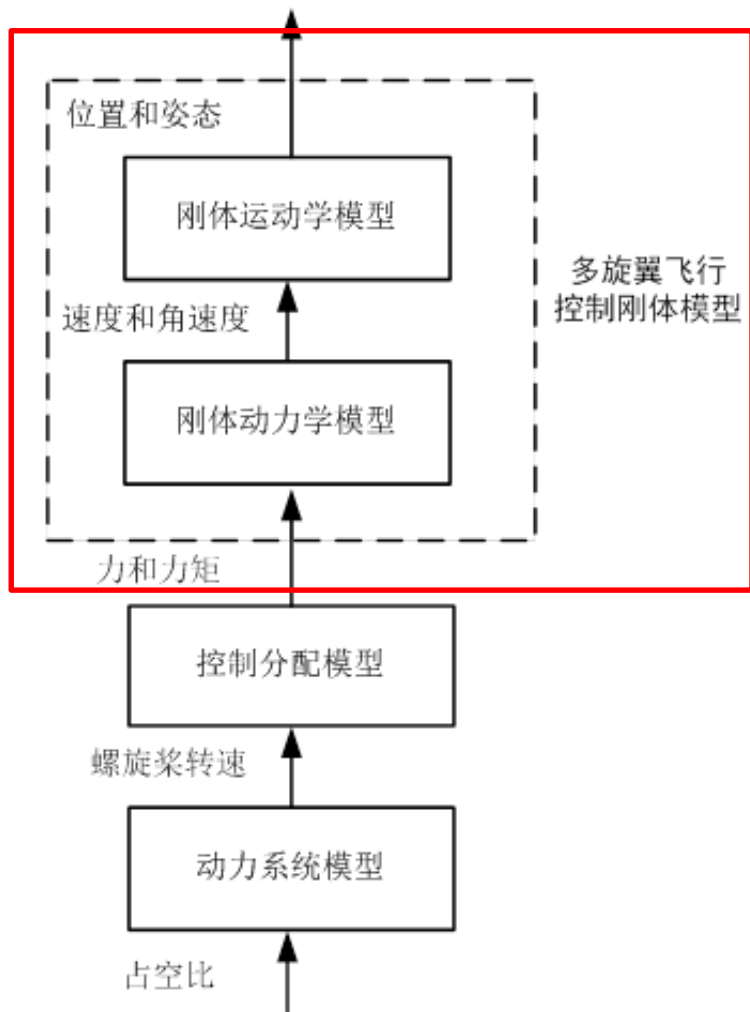 位置和姿态
刚体运动学模型
多旋翼飞行
控制刚体模型
速度和角速度
刚体动力学模型
力和力矩
控制分配模型
螺旋桨转速
动力系统模型
占空比